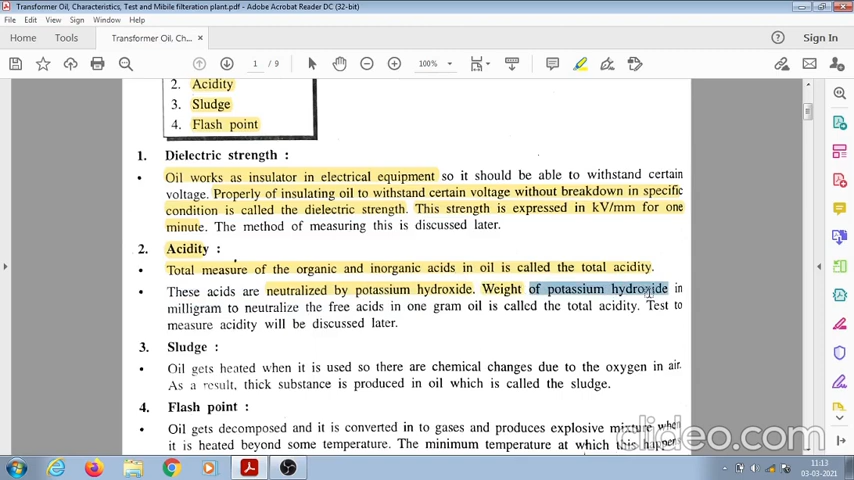 Transformer Oil, Characteristics, Test and Mibile filteration plant.pdf - Adobe Acrobat Reader DC (32-bit)
File Edit View Sign Window Help
Home Tools Transformer Oil, Ch... × Sign In
1 / 9 100%
2. Acidity
3. Sludge
4. Flash point
1. Dielectric strength :
• Oil works as insulator in electrical equipment so it should be able to withstand certain
voltage. Properly of insulating oil to withstand certain voltage without breakdown in specific
condition is called the dielectric strength. This strength is expressed in kV/mm for one
minute. The method of measuring this is discussed later.
2. Acidity :
• Total measure of the organic and inorganic acids in oil is called the total acidity.
• These acids are neutralized by potassium hydroxide. Weight of potassium hydroxide in
milligram to neutralize the free acids in one gram oil is called the total acidity. Test to
measure acidity will be discussed later.
3. Sludge :
• Oil gets heated when it is used so there are chemical changes due to the oxygen in air.
As a result, thick substance is produced in oil which is called the sludge.
4. Flash point :
• Oil gets decomposed and it is converted in to gases and produces explosive mixture when
it is heated beyond some temperature. The minimum temperature at which this happens
clideo.com
11:13
03-03-2021